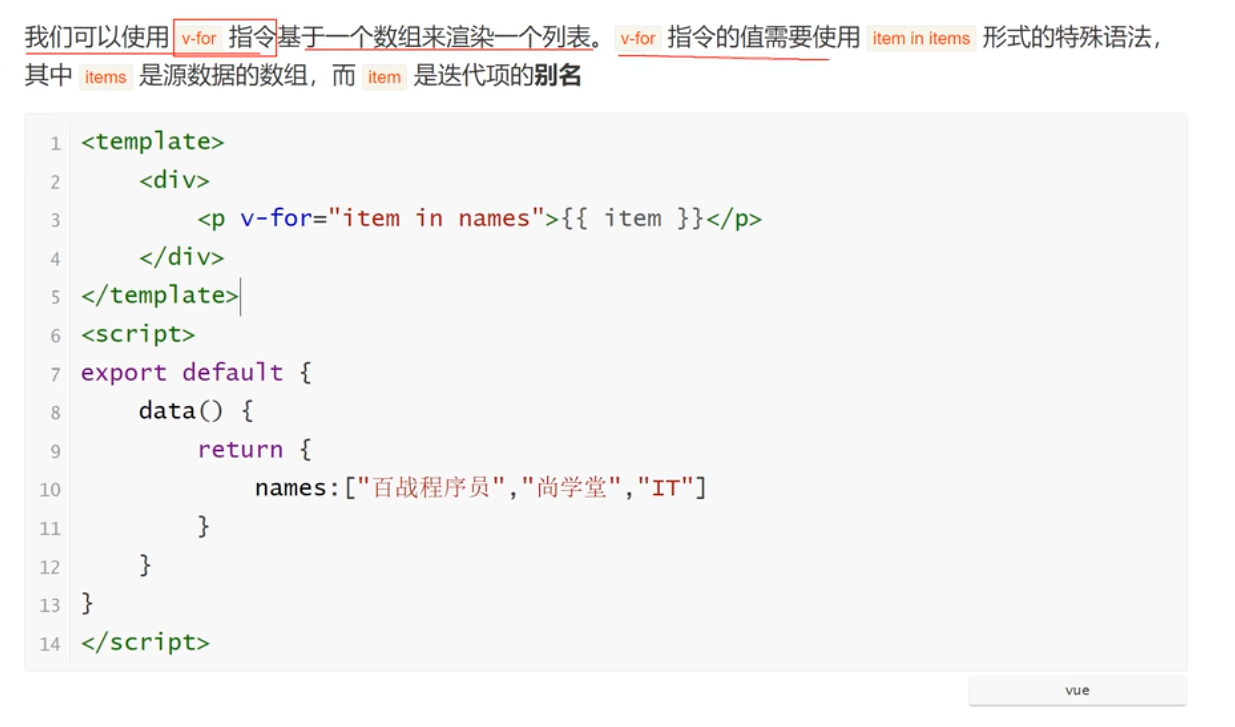 我们可以使用 v-for 指令基于一个数组来渲染一个列表。 v-for 指令的值需要使用 item in items 形式的特殊语法，
其中 items 是源数据的数组，而 item 是迭代项的别名
1 <template>
2     <div>
3         <p v-for="item in names">{{ item }}</p>
4     </div>
5 </template>
6 <script>
7 export default {
8     data() {
9         return {
10             names:["百战程序员","尚学堂","IT"]
11         }
12     }
13 }
14 </script>
vue